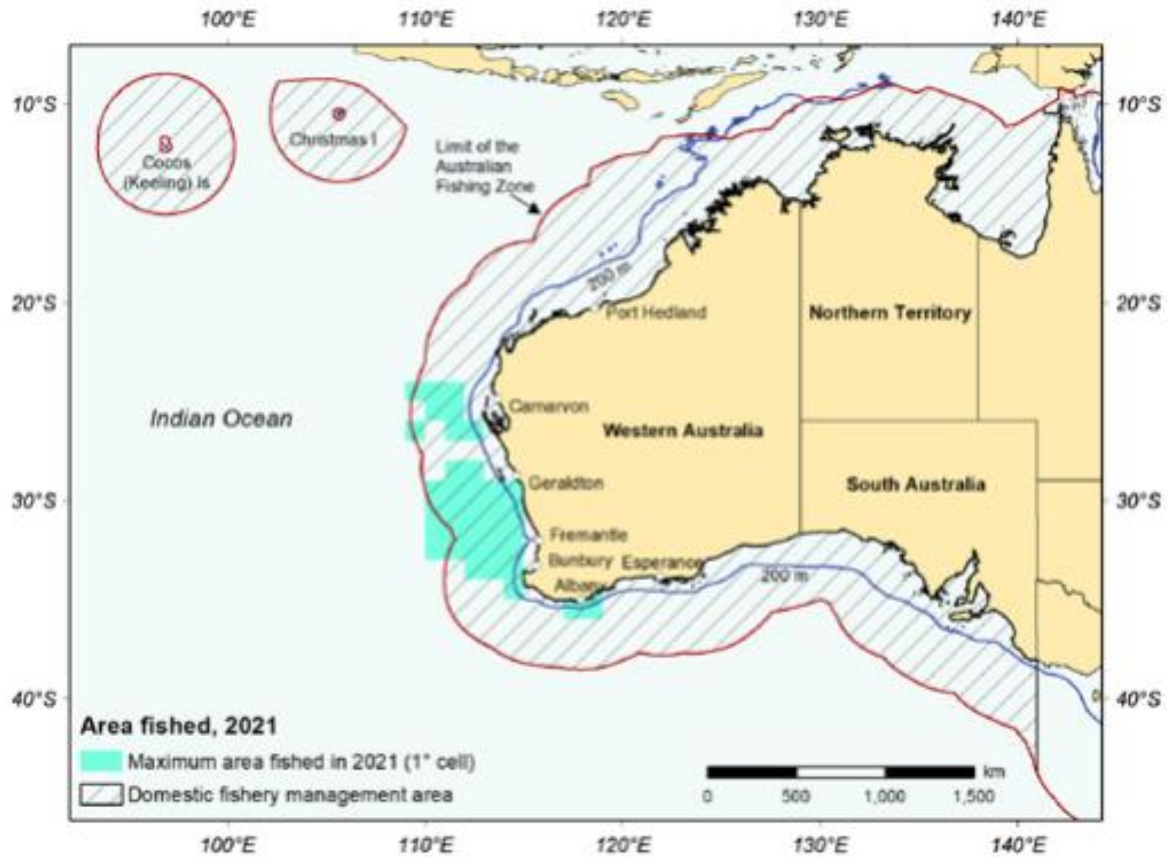 100°E 110°E 120°E 130°E 140°E
10°S 10°S
Christmas I
Cocos
(Keeling) Is
Limit of the
Australian
Fishing Zone
200 m
20°S 20°S
Port Hedland
Northern Territory
Indian Ocean
Carnarvon
Western Australia
Geraldton
South Australia
30°S 30°S
Fremantle
Bunbury Esperance
Albany
200 m
40°S 40°S
Area fished, 2021
Maximum area fished in 2021 (1° cell)
Domestic fishery management area
km
0 500 1,000 1,500
100°E 110°E 120°E 130°E 140°E